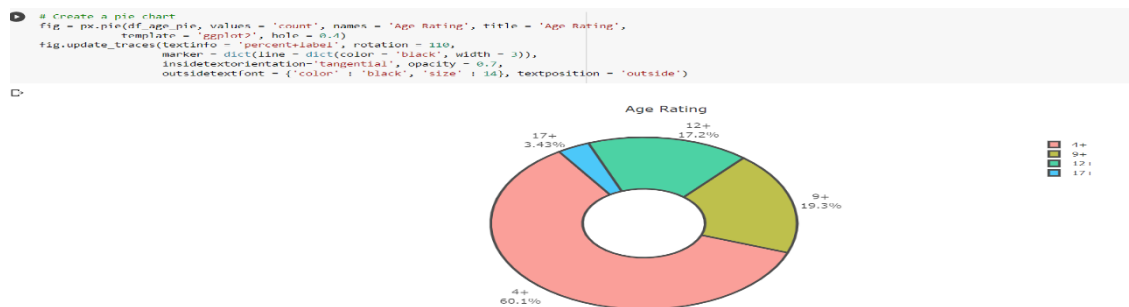 # Create a pie chart
fig = px.pie(df_age_pie, values = 'count', names = 'Age Rating', title = 'Age Rating',
template = 'ggplot2', hole = 0.4)
fig.update_traces(textinfo = 'percent+label', rotation = 110,
marker = dict(line = dict(color = 'black', width = 3)),
insidetextorientation='tangential', opacity = 0.7,
outsidetextfont = {'color' : 'black', 'size' : 14}, textposition = 'outside')
Age Rating
12+
17.2%
17+
3.43%
4+
9+
12+
17+
9+
19.3%
4+
60.1%